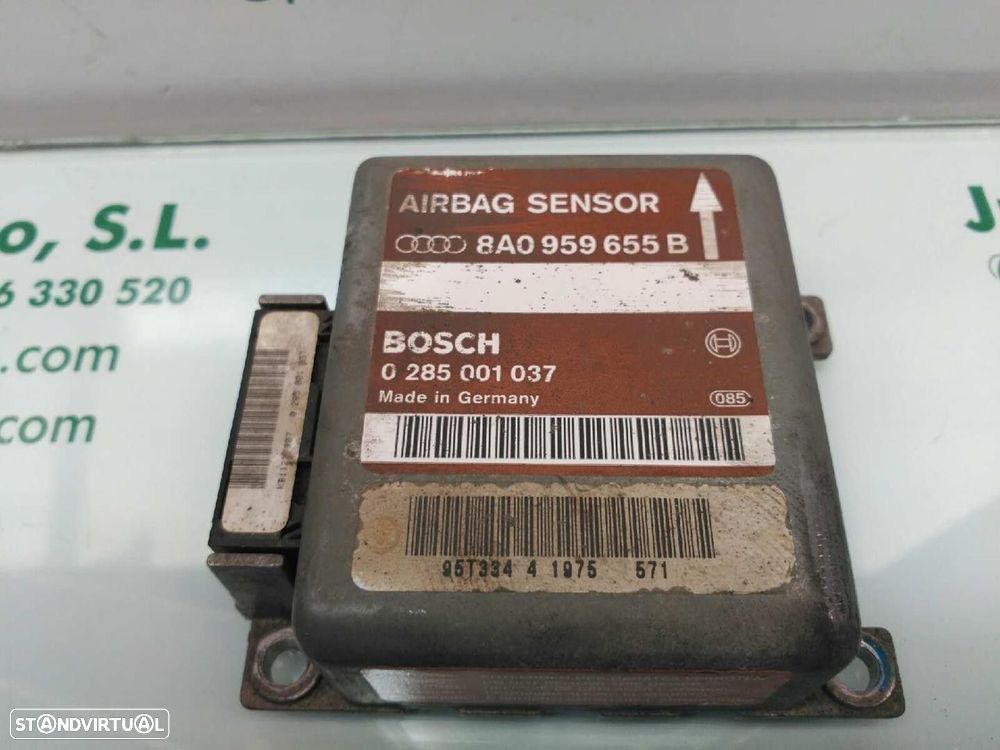 o, S.L.
6 330 520
.com
.com
J
AIRBAG SENSOR
8A0 959 655 B
BOSCH
0 285 001 037
Made in Germany
085
95T334 4 1975 571
STANDVIRTUAL